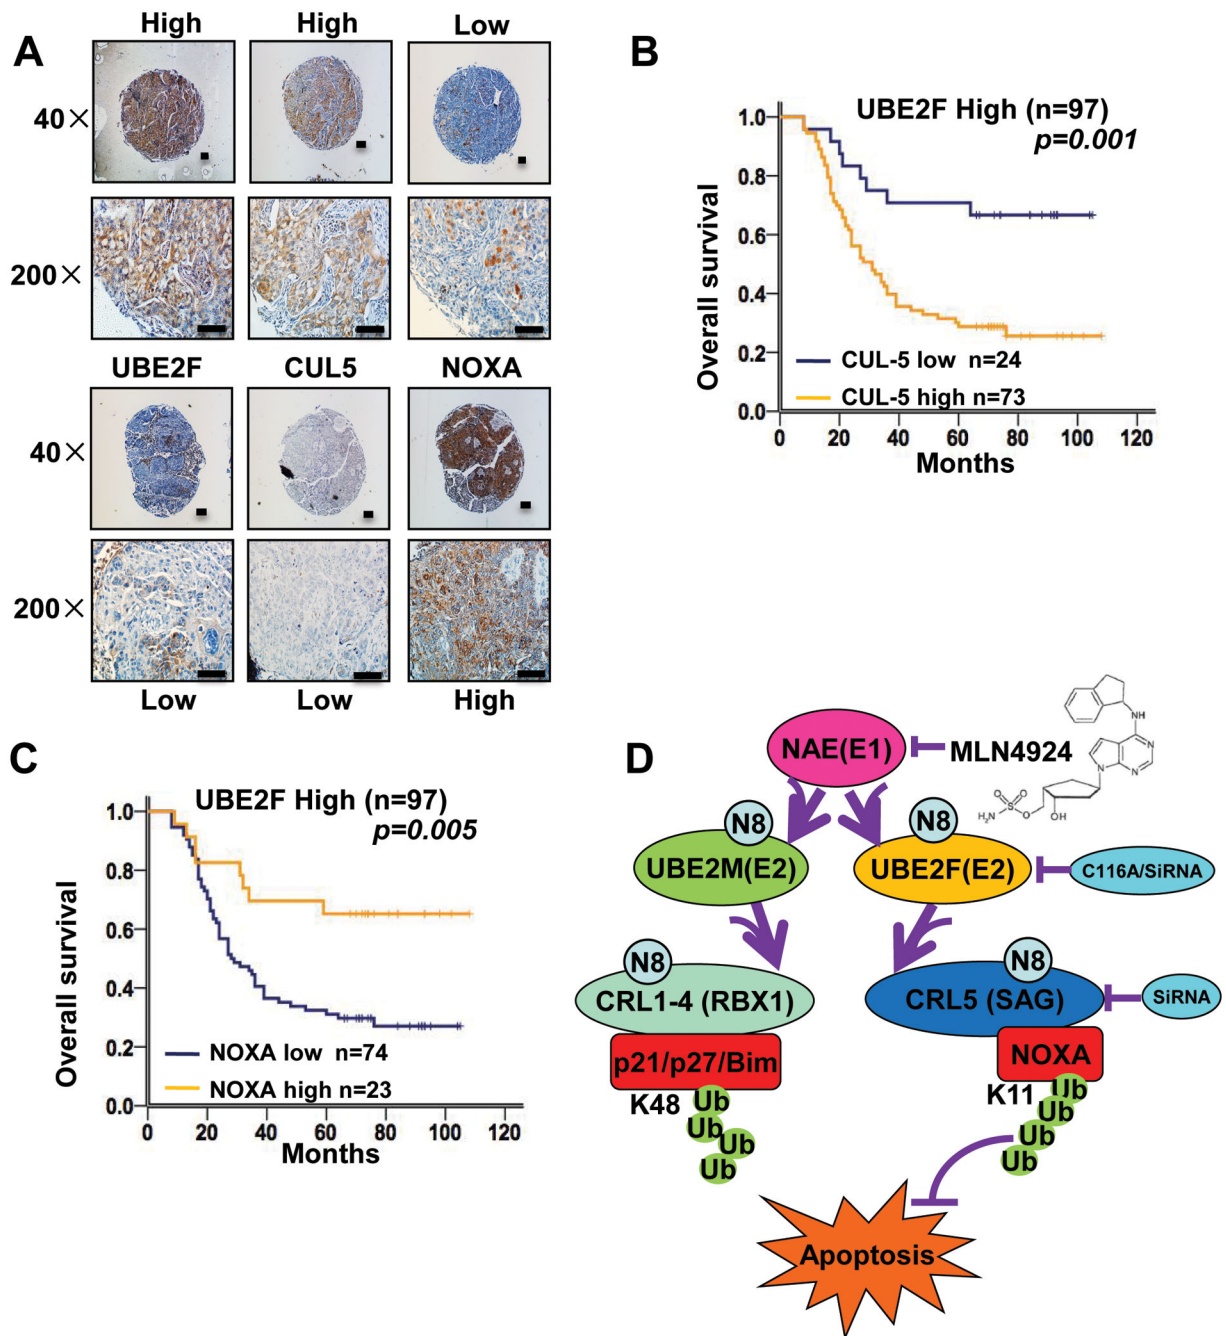 A
High High Low
40×
200×
UBE2F CUL5 NOXA
40×
200×
Low Low High
B
UBE2F High (n=97)
p=0.001
Overall survival
1.0
0.8
0.6
0.4
0.2
0.0
CUL-5 low n=24
CUL-5 high n=73
0 20 40 60 80 100 120
Months
C
UBE2F High (n=97)
p=0.005
Overall survival
1.0
0.8
0.6
0.4
0.2
0.0
NOXA low n=74
NOXA high n=23
0 20 40 60 80 100 120
Months
D
NAE(E1)
MLN4924
NH
N
N
N
O
O
S
H₂N
O
OH
N8
N8
UBE2M(E2)
UBE2F(E2)
C116A/SiRNA
N8
N8
CRL1-4 (RBX1)
CRL5 (SAG)
SiRNA
p21/p27/Bim
NOXA
K48
Ub
Ub
Ub
Ub
K11
Ub
Ub
Ub
Ub
Apoptosis